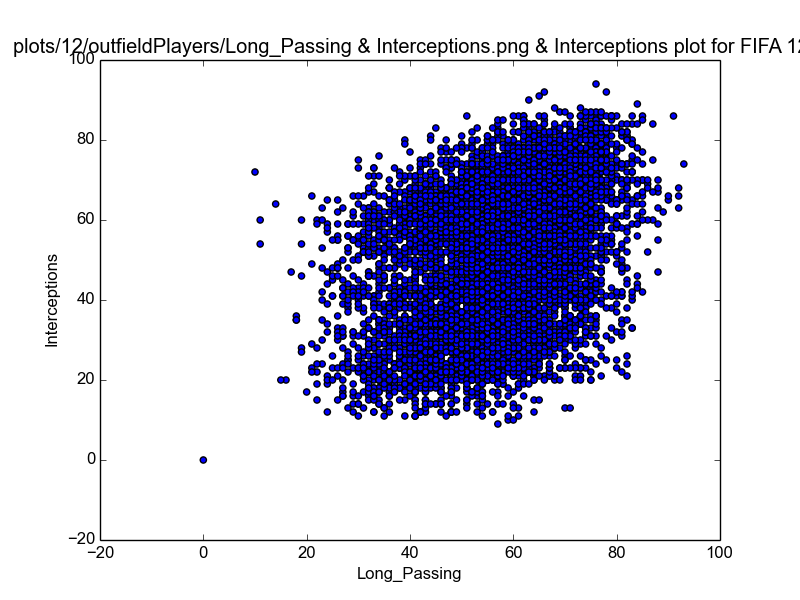 plots/12/outfieldPlayers/Long_Passing & Interceptions.png & Interceptions plot for FIFA 12
100
80
60
40
20
0
−20
Interceptions
−20 0 20 40 60 80 100
Long_Passing